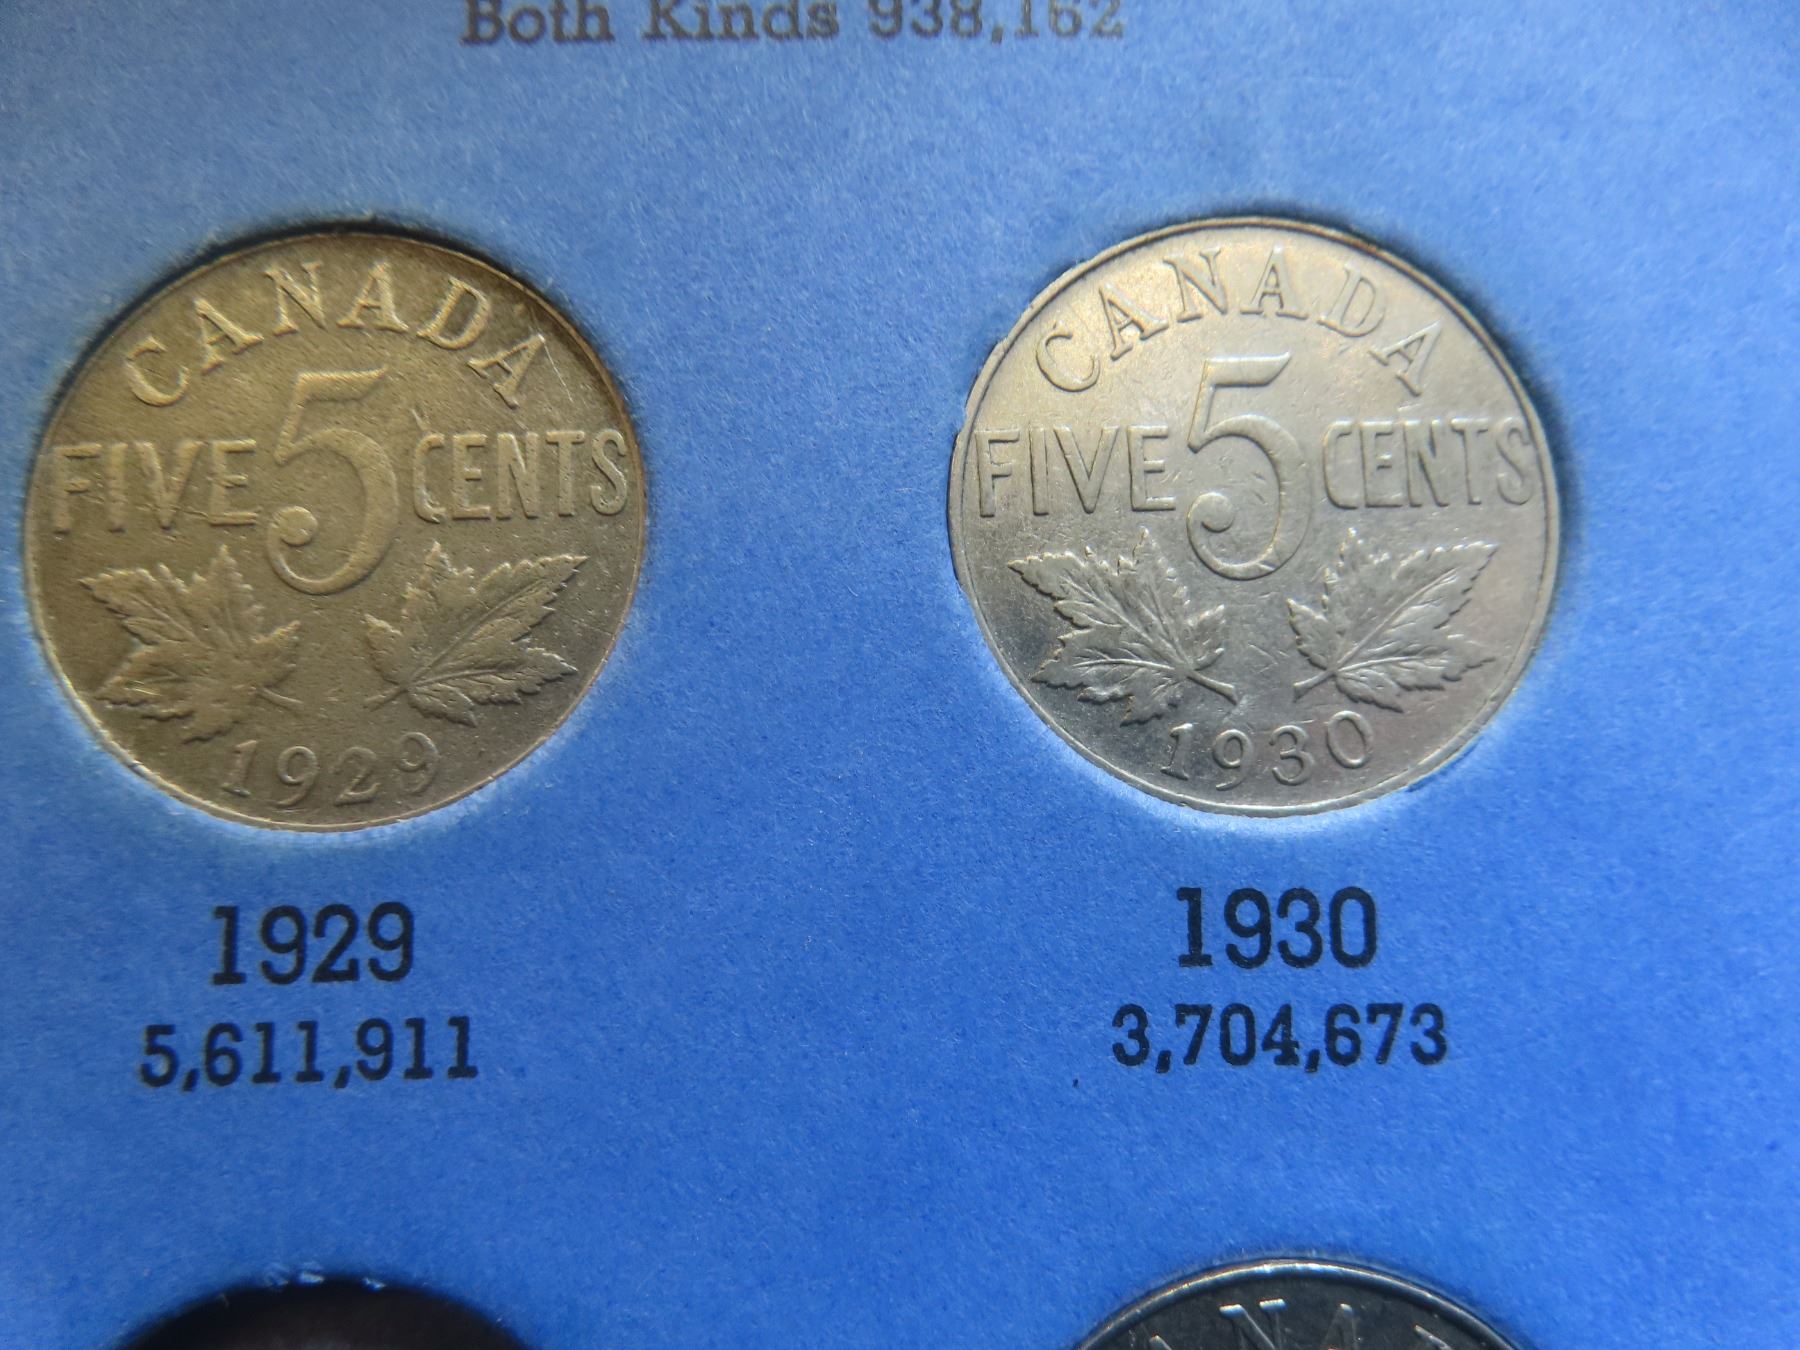 Both Kinds 938,162
CANADA
FIVE 5 CENTS
1929
CANADA
FIVE 5 CENTS
1930
1929
5,611,911
1930
3,704,673
ANA